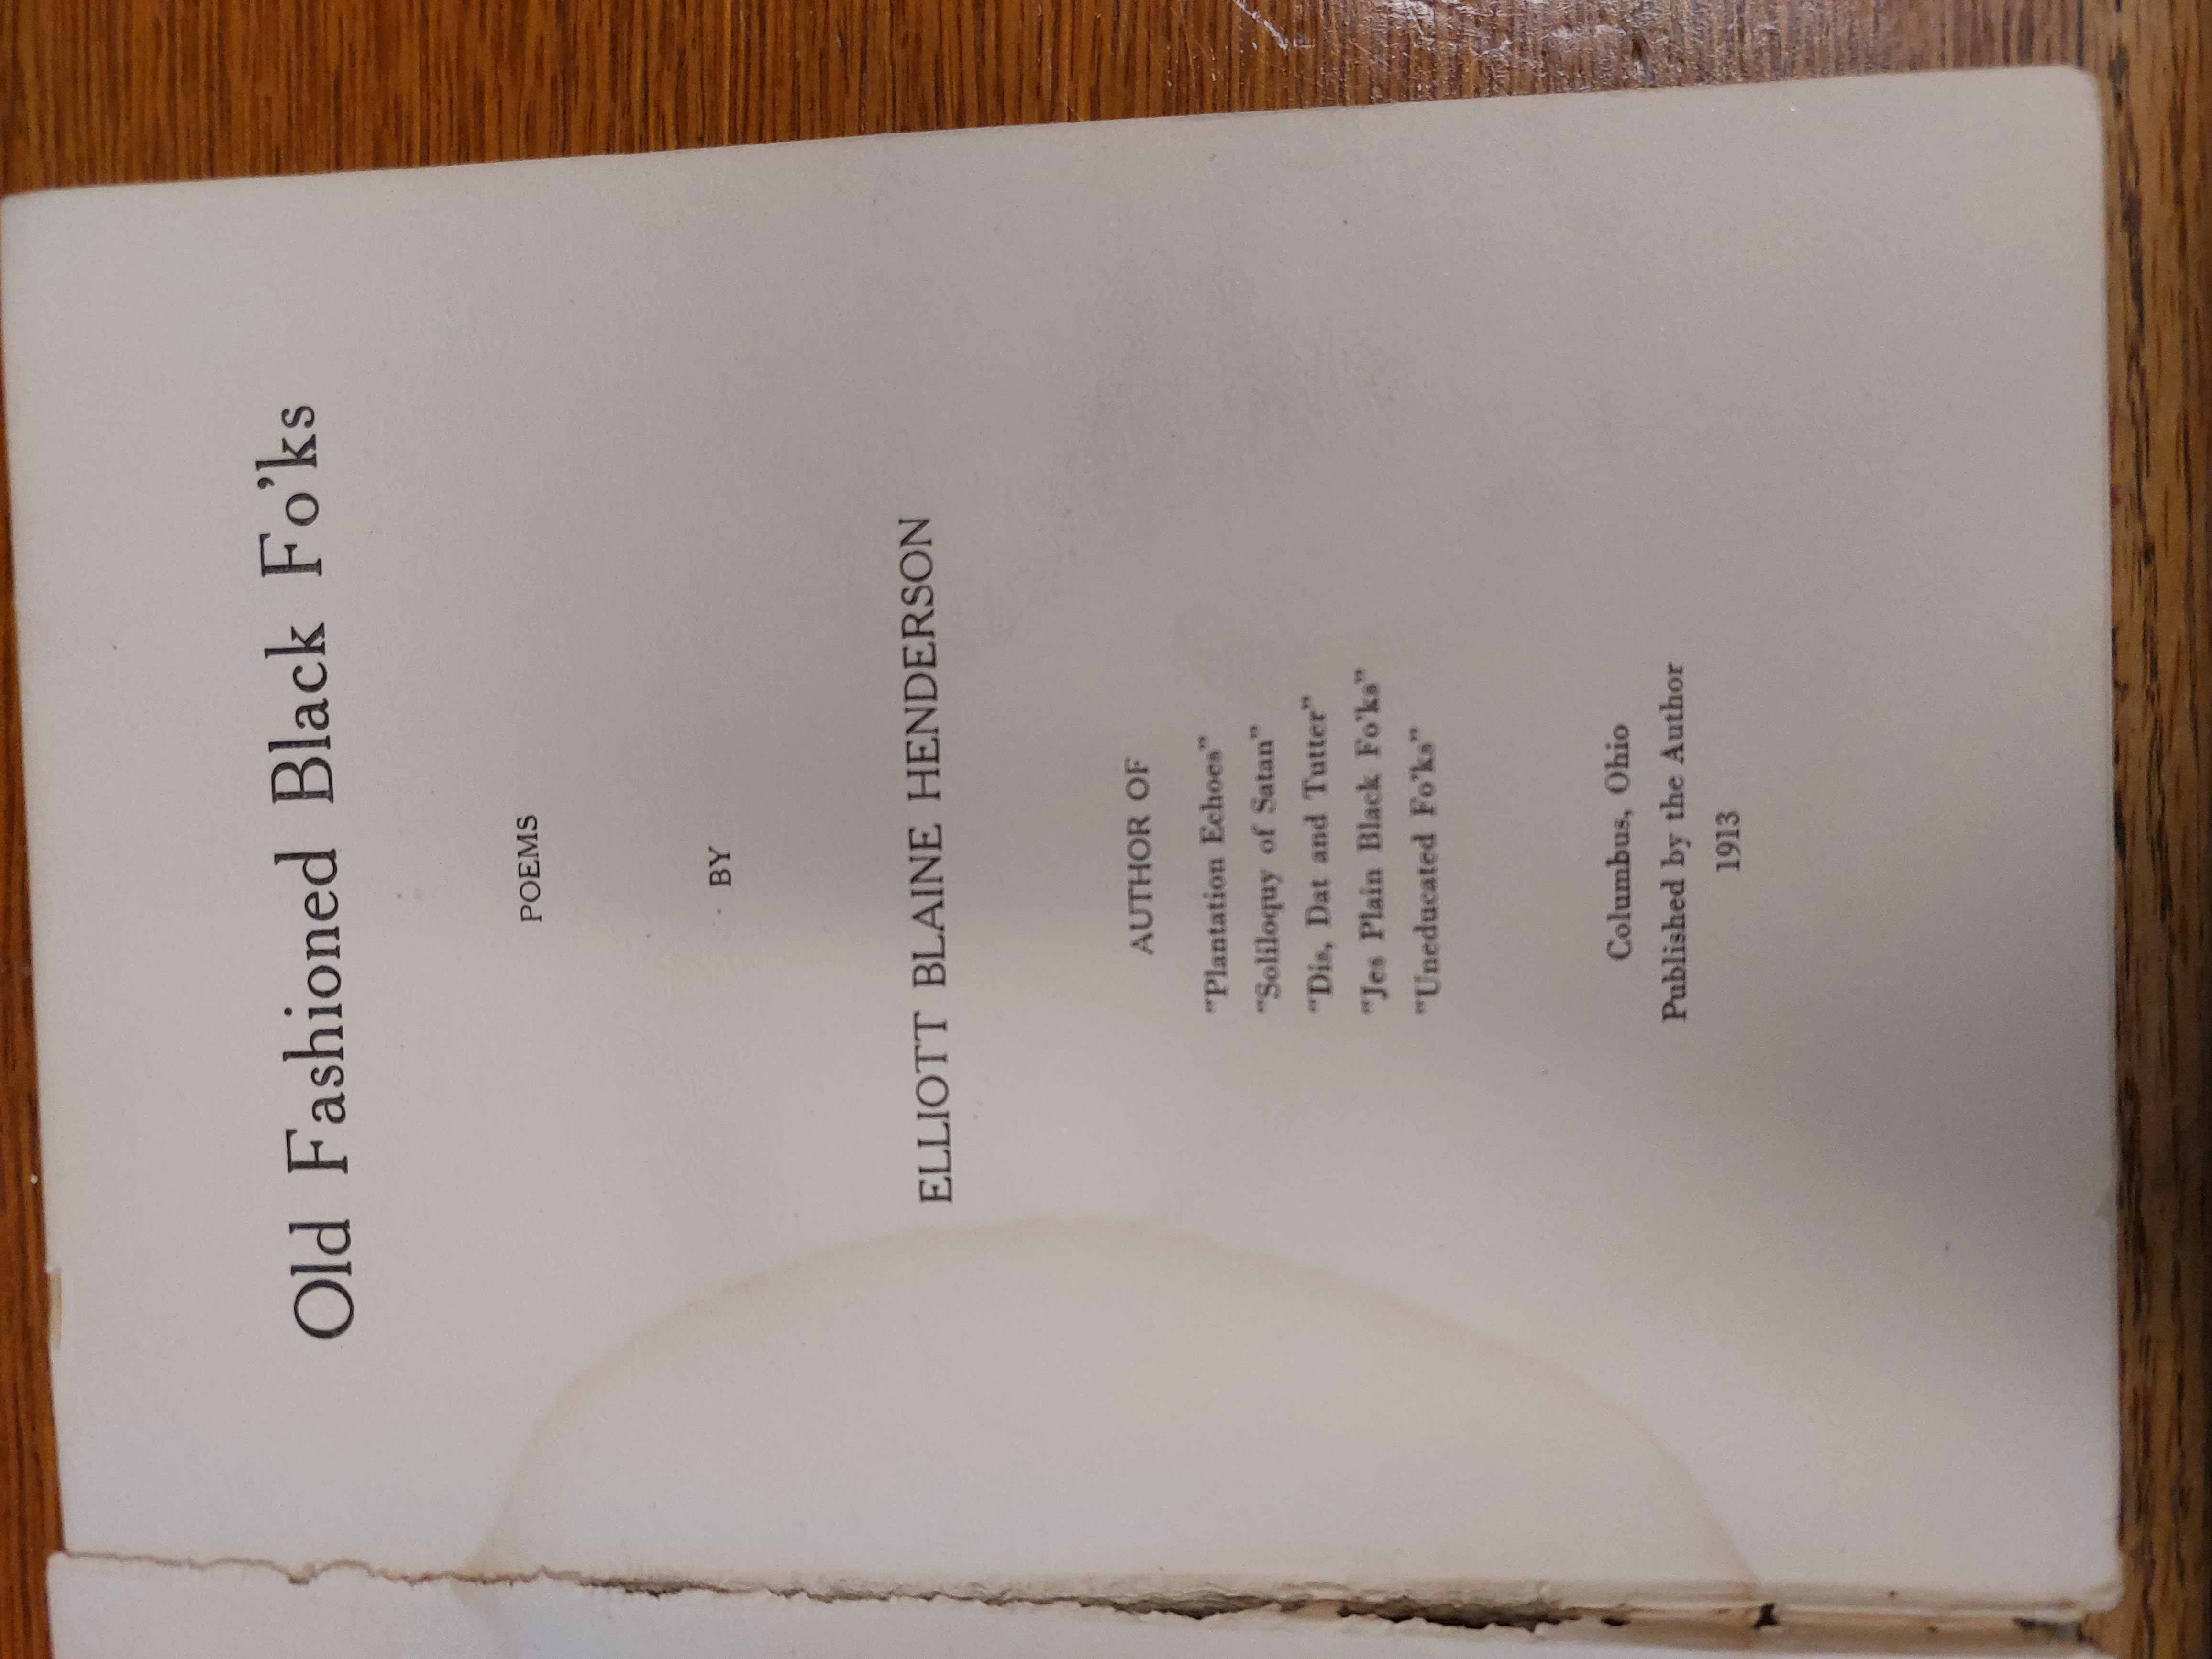 Old Fashioned Black Fo'ks
POEMS
BY
ELLIOTT BLAINE HENDERSON
AUTHOR OF
"Plantation Echoes"
"Soliloquy of Satan"
"Dis, Dat and Tutter"
"Jes Plain Black Fo'ks"
"Uneducated Fo'ks"
Columbus, Ohio
Published by the Author
1913